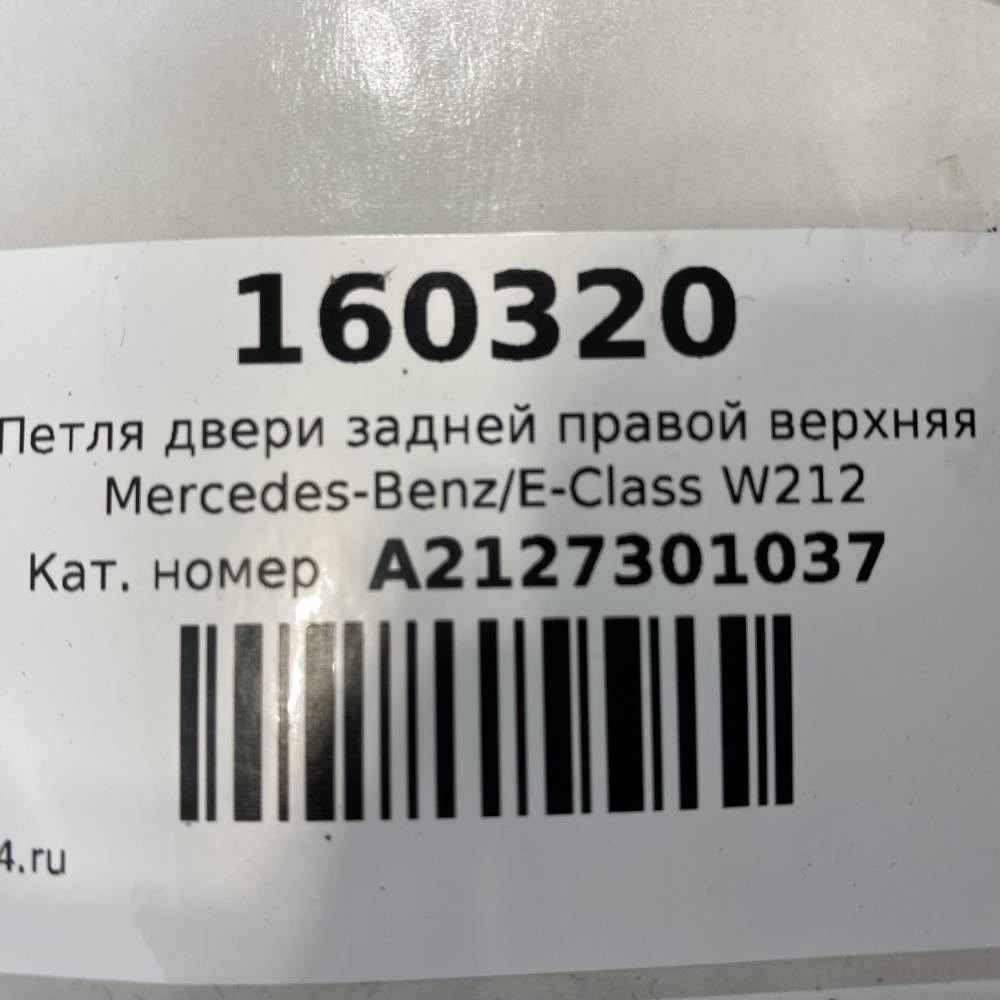 160320
Петля двери задней правой верхняя
Mercedes-Benz/E-Class W212
Кат. номер A2127301037
4.ru